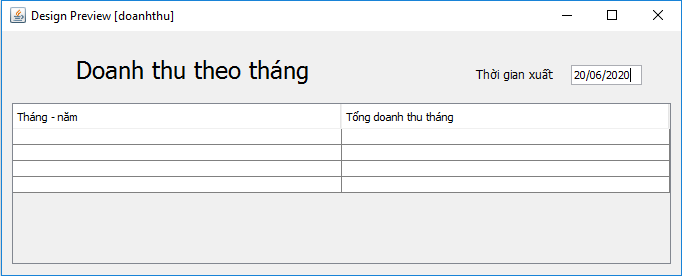 Design Preview [doanhthu]
Doanh thu theo tháng
Thời gian xuất
20/06/2020
Tháng - năm
Tổng doanh thu tháng